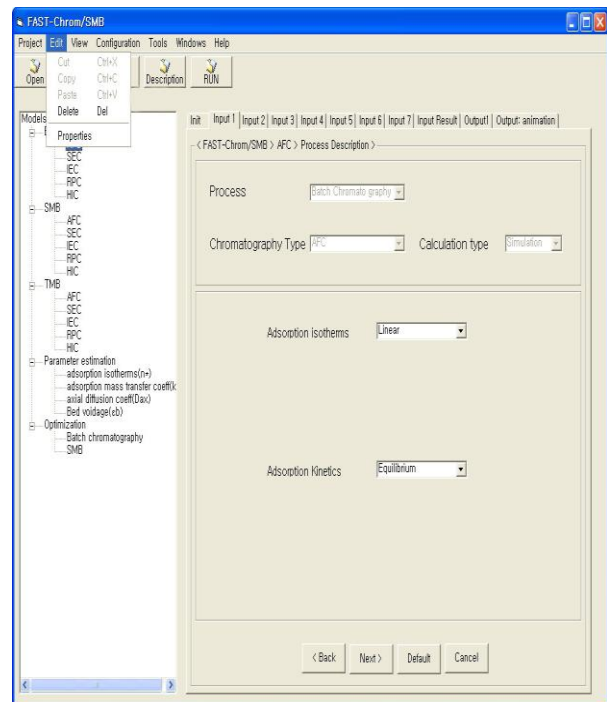 FAST-Chrom/SMB
Project Edit View Configuration Tools Windows Help
Cut Ctrl+X
Copy Ctrl+C
Paste Ctrl+V
Delete Del
Properties
Open
Description
RUN
Models
SEC
IEC
RPC
HIC
SMB
AFC
SEC
IEC
RPC
HIC
TMB
AFC
SEC
IEC
RPC
HIC
Parameter estimation
adsorption isotherms(n+)
adsorption mass transfer coeff(k
axial diffusion coeff(Dax)
Bed voidage(εb)
Optimization
Batch chromatography
SMB
Init Input 1 Input 2 Input 3 Input 4 Input 5 Input 6 Input 7 Input Result Output1 Output: animation
< FAST-Chrom/SMB > AFC > Process Description >
Process Batch Chromato graphy
Chromatography Type AFC Calculation type Simulation
Adsorption isotherms Linear
Adsorption Kinetics Equilibrium
< Back Next > Default Cancel